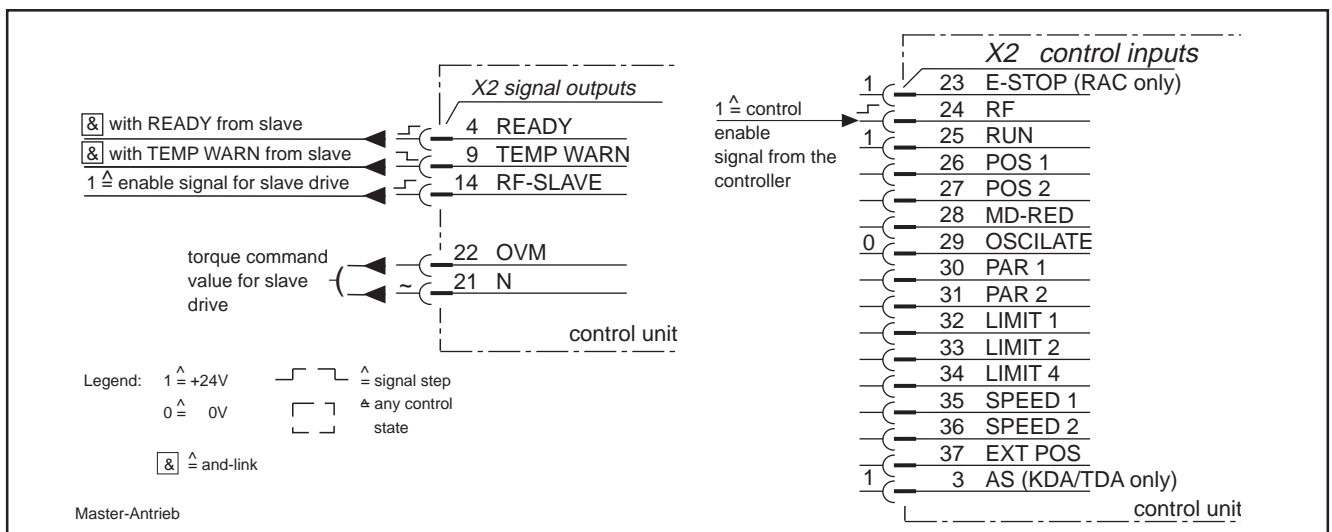 X2 signal outputs
& with READY from slave
4 READY
& with TEMP WARN from slave
9 TEMP WARN
1 ≙ enable signal for slave drive
14 RF-SLAVE
torque command
value for slave
drive
22 OVM
~ 21 N
control unit
Legend: 1 ≙ +24V
≙ signal step
0 ≙ 0V
≙ any control
state
& ≙ and-link
Master-Antrieb
X2 control inputs
1 ≙ control
enable
signal from the
controller
1 23 E-STOP (RAC only)
24 RF
1 25 RUN
26 POS 1
27 POS 2
28 MD-RED
0 29 OSCILATE
30 PAR 1
31 PAR 2
32 LIMIT 1
33 LIMIT 2
34 LIMIT 4
35 SPEED 1
36 SPEED 2
37 EXT POS
1 3 AS (KDA/TDA only)
control unit